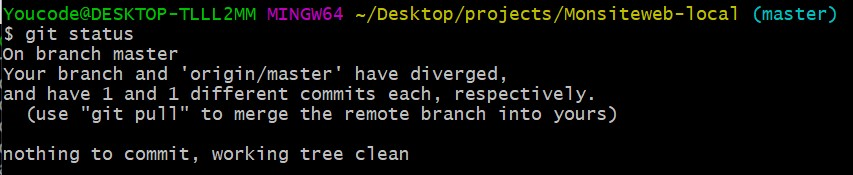 Youcode@DESKTOP-TLLL2MM MINGW64 ~/Desktop/projects/Monsiteweb-local (master)
$ git status
On branch master
Your branch and 'origin/master' have diverged,
and have 1 and 1 different commits each, respectively.
  (use "git pull" to merge the remote branch into yours)

nothing to commit, working tree clean